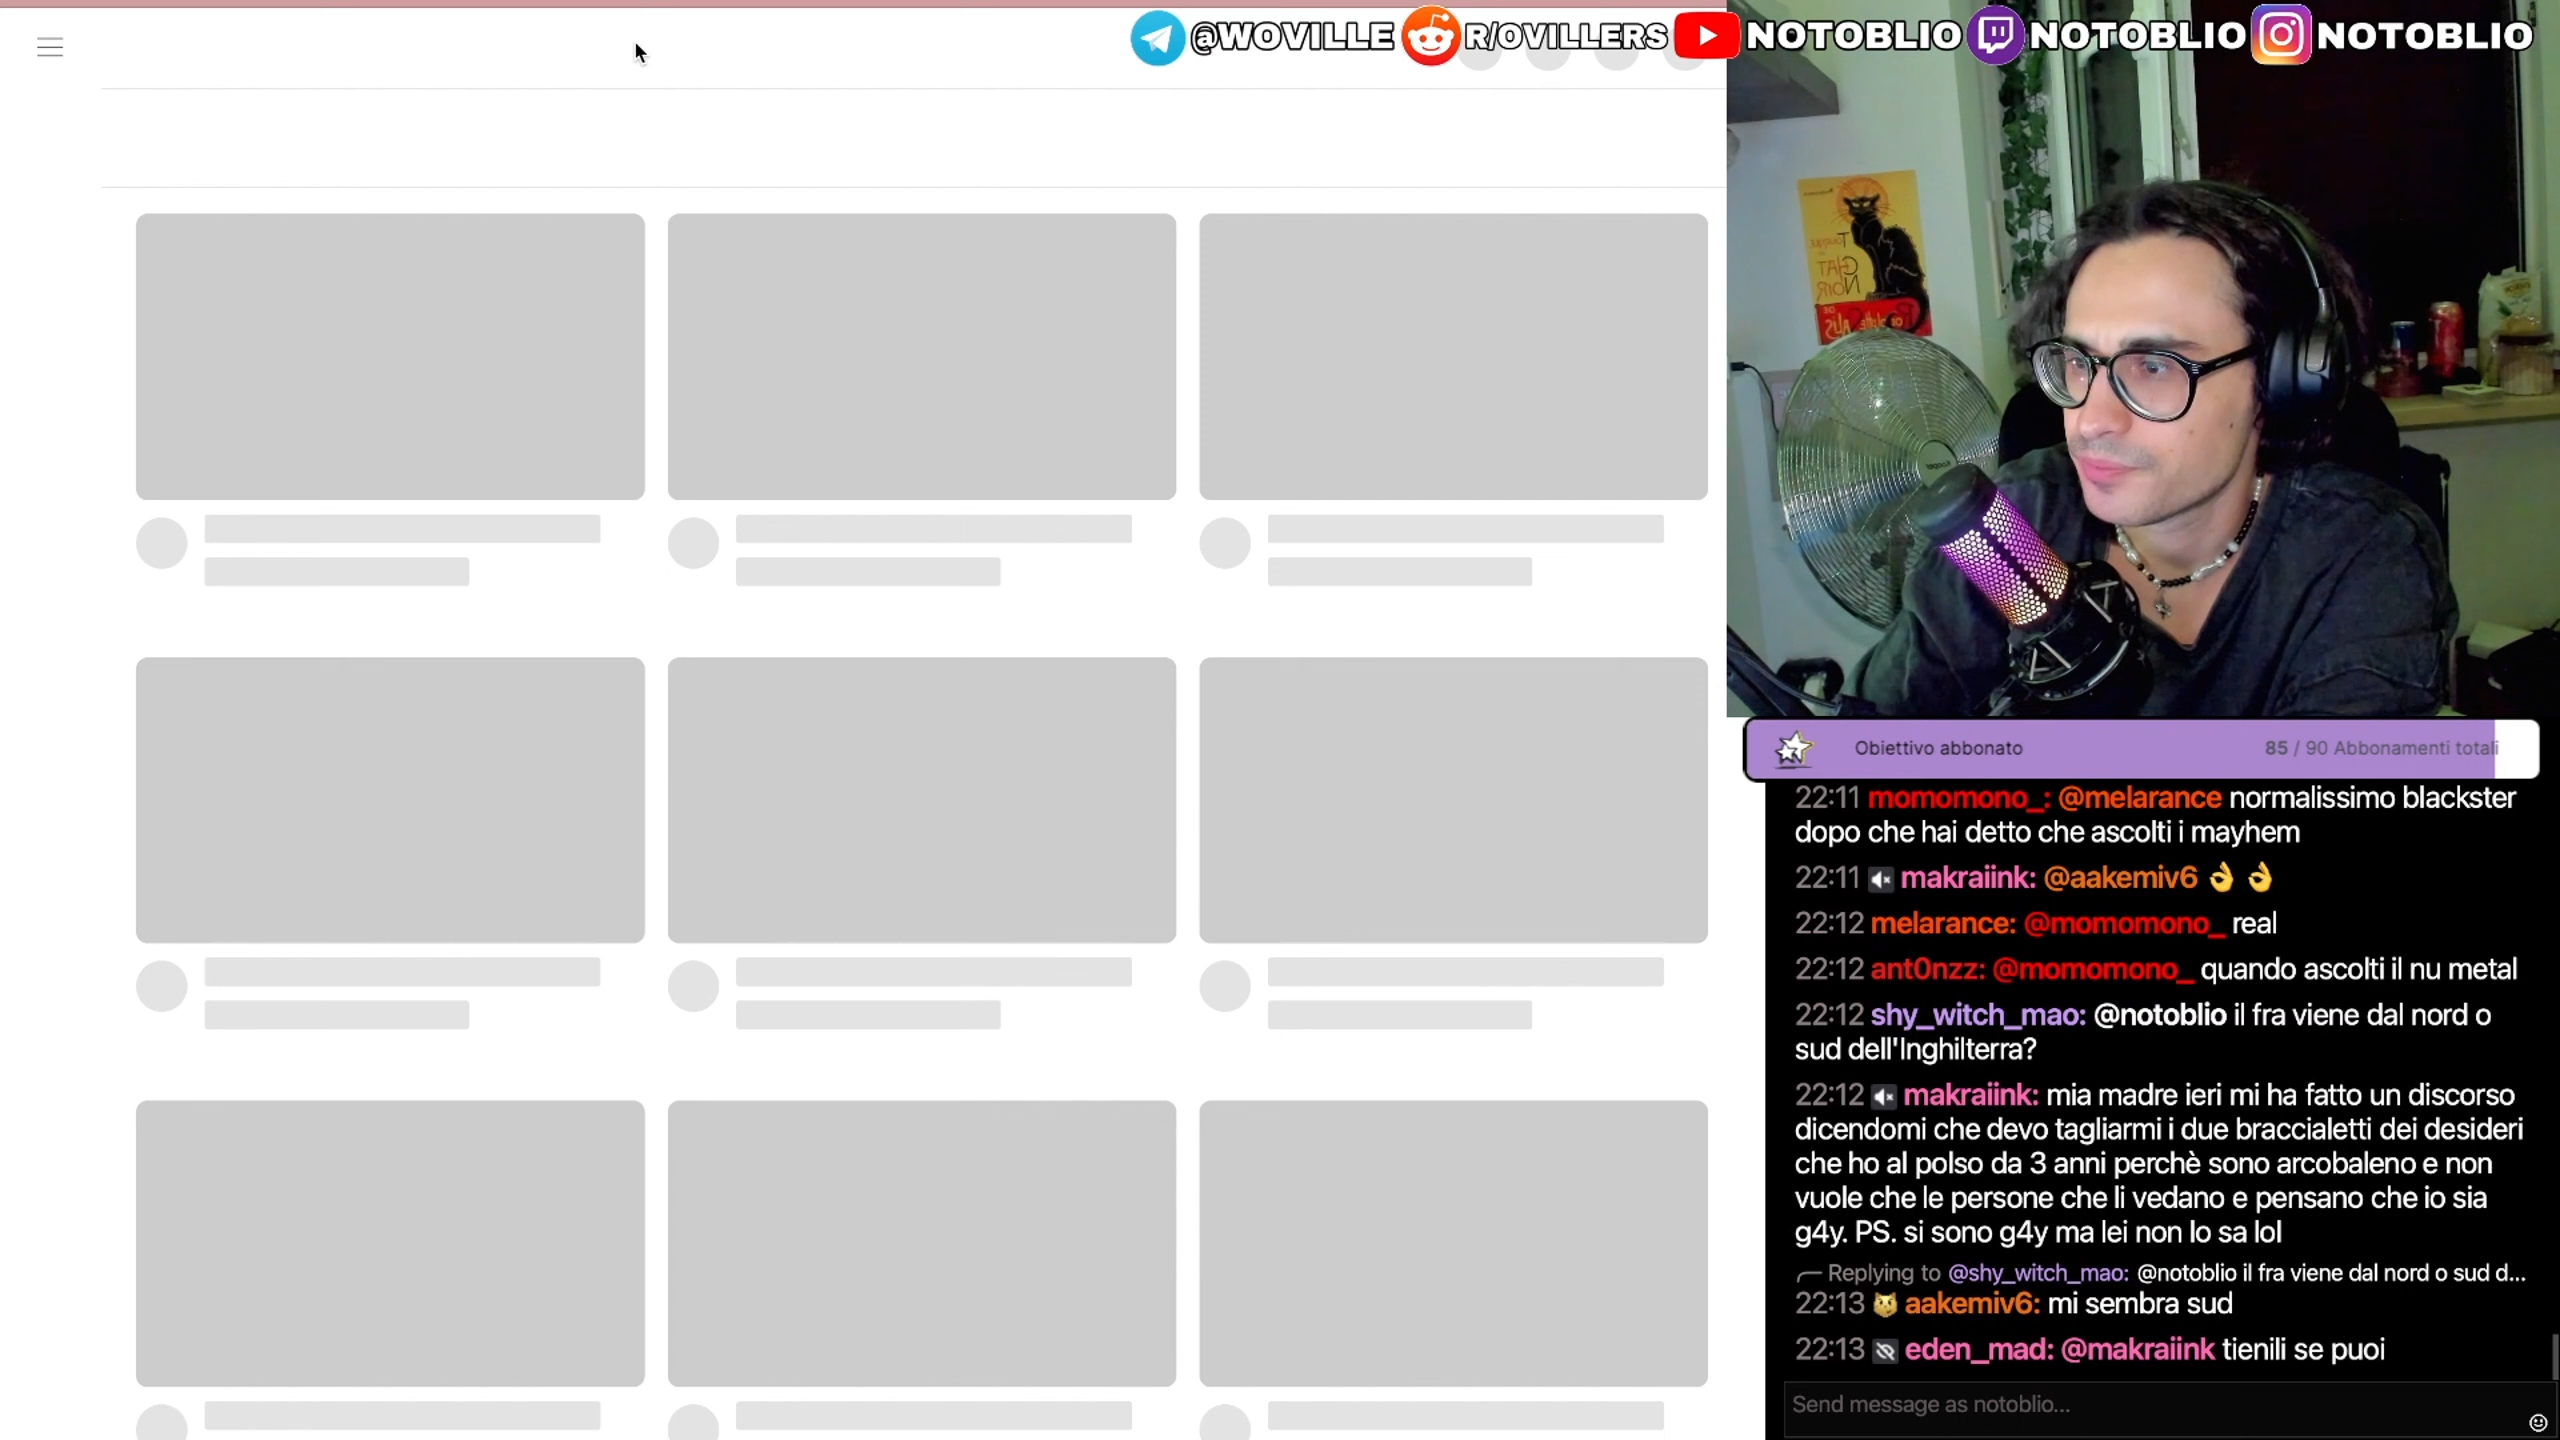 @WOVILLE R/OVILLERS NOTOBLIO NOTOBLIO NOTOBLIO
Obiettivo abbonato 85 / 90 Abbonamenti totali
22:11 momomono_: @melarance normalissimo blackster
dopo che hai detto che ascolti i mayhem
22:11 makraiink: @aakemiv6 👌 👌
22:12 melarance: @momomono_ real
22:12 ant0nzz: @momomono_ quando ascolti il nu metal
22:12 shy_witch_mao: @notoblio il fra viene dal nord o
sud dell'Inghilterra?
22:12 makraiink: mia madre ieri mi ha fatto un discorso
dicendomi che devo tagliarmi i due braccialetti dei desideri
che ho al polso da 3 anni perchè sono arcobaleno e non
vuole che le persone che li vedano e pensano che io sia
g4y. PS. si sono g4y ma lei non lo sa lol
Replying to @shy_witch_mao: @notoblio il fra viene dal nord o sud d...
22:13 aakemiv6: mi sembra sud
22:13 eden_mad: @makraiink tienili se puoi
Send message as notoblio...